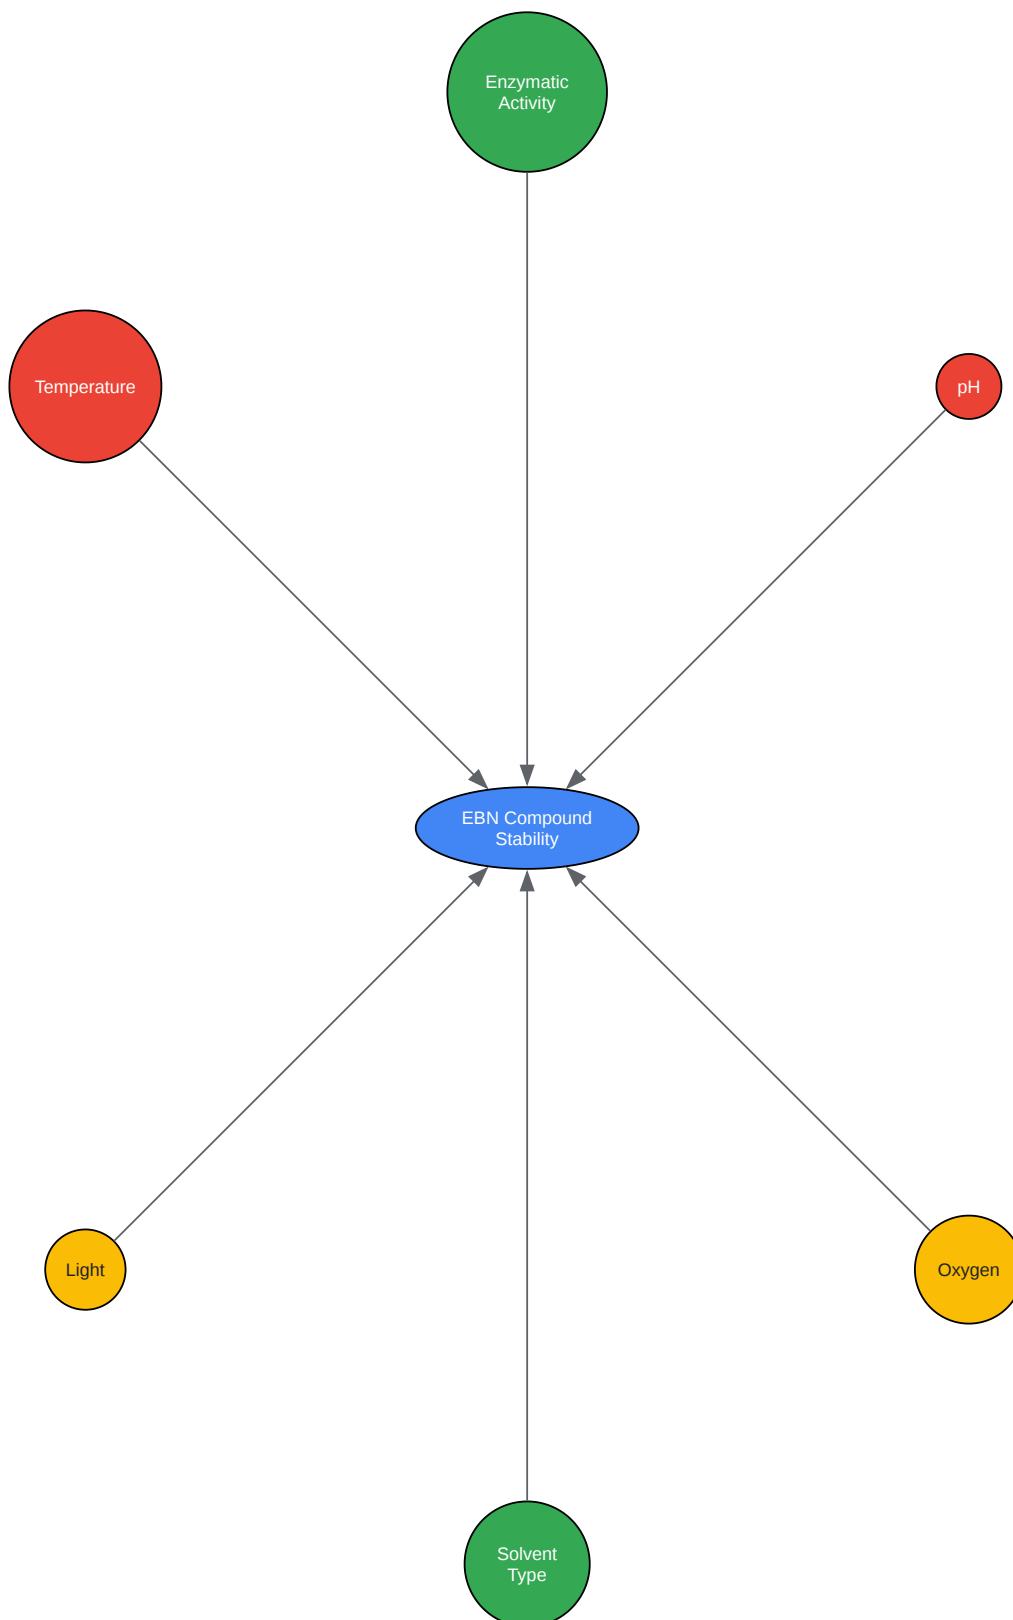 Enzymatic
Activity
Temperature
pH
EBN Compound
Stability
Light
Oxygen
Solvent
Type